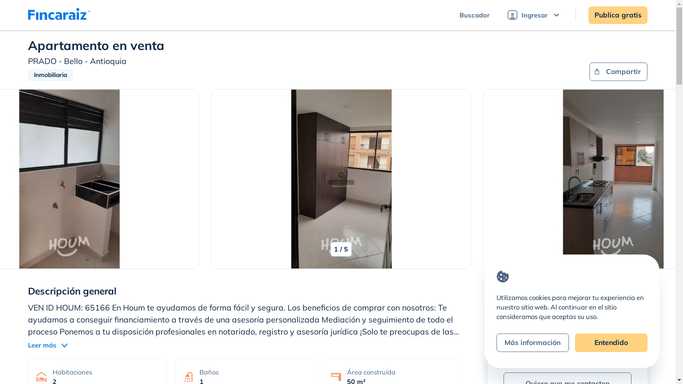 Fincaraiz
Buscador
Ingresar
Publica gratis
Apartamento en venta
PRADO - Bello - Antioquia
Inmobiliaria
Compartir
HOUM
HOUM
HOUM
1 / 5
Descripción general
VEN ID HOUM: 65166 En Houm te ayudamos de forma fácil y segura. Los beneficios de comprar con nosotros: Te
ayudamos a conseguir financiamiento a través de una asesoría personalizada Mediación y seguimiento de todo el
proceso Ponemos a tu disposición profesionales en notariado, registro y asesoría jurídica ¡Solo te preocupas de las...
Leer más
Habitaciones
2
Baños
1
Área construida
50 m²
Utilizamos cookies para mejorar tu experiencia en
nuestro sitio web. Al continuar en el sitio
consideramos que aceptas su uso.
Más información
Entendido
Quiero que me contacten